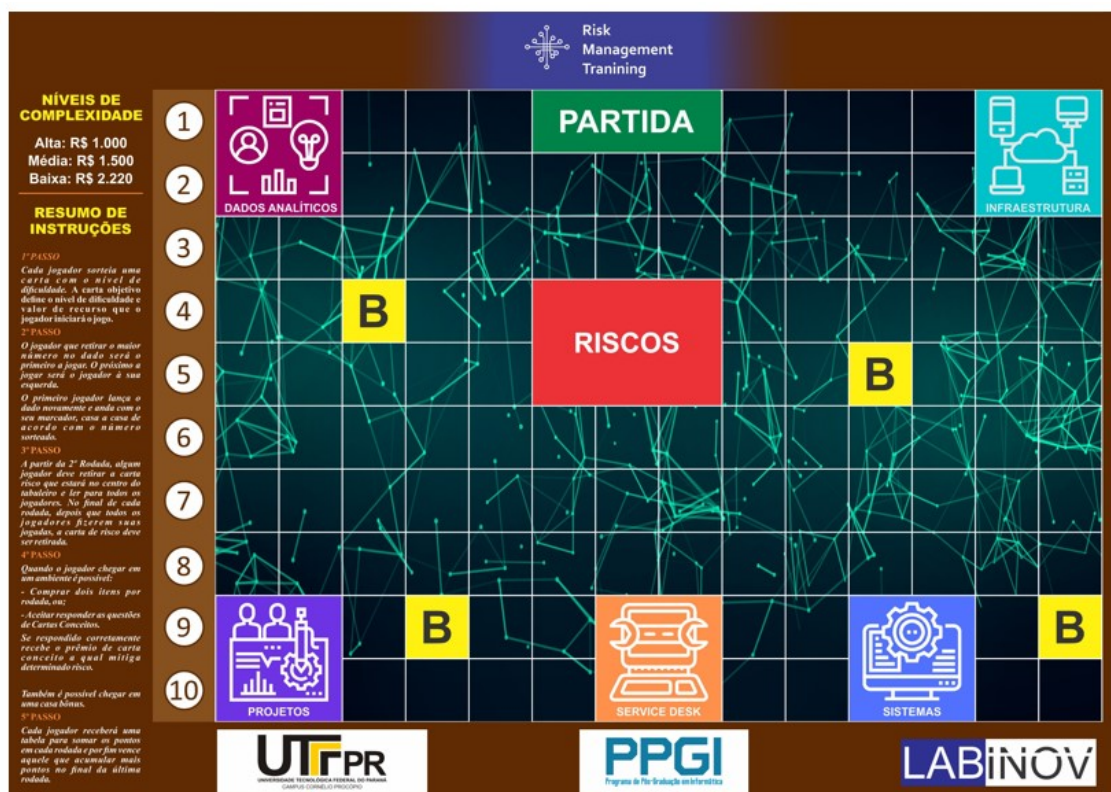 Risk
Management
Tranining
NÍVEIS DE
COMPLEXIDADE
Alta: R$ 1.000
Média: R$ 1.500
Baixa: R$ 2.220
RESUMO DE
INSTRUÇÕES
1º PASSO
Cada jogador sorteia uma
carta com o nível de
dificuldade. A carta objetivo
define o nível de dificuldade e
valor de recurso que o
jogador iniciará o jogo.
2º PASSO
O jogador que retirar o maior
número no dado será o
primeiro a jogar. O próximo a
jogar será o jogador à sua
esquerda.
O primeiro jogador lança o
dado novamente e anda com o
seu marcador, casa a casa de
acordo com o número
sorteado.
3º PASSO
A partir da 2ª Rodada, algum
jogador deve retirar a carta
risco que estará no centro do
tabuleiro e ler para todos os
jogadores. No final de cada
rodada, depois que todos os
jogadores fizerem suas
jogadas, a carta de risco deve
ser retirada.
4º PASSO
Quando o jogador chegar em
um ambiente é possível:
- Comprar dois itens por
rodada, ou;
- Aceitar responder as questões
de Cartas Conceitos.
Se respondido corretamente
recebe o prêmio de carta
conceito a qual mitiga
determinado risco.
Também é possível chegar em
uma casa bônus.
5º PASSO
Cada jogador receberá uma
tabela para somar os pontos
em cada rodada e por fim vence
aquele que acumular mais
pontos no final da última
rodada.
1
2
3
4
5
6
7
8
9
10
DADOS ANALÍTICOS
PARTIDA
INFRAESTRUTURA
B
RISCOS
B
B
B
PROJETOS
SERVICE DESK
SISTEMAS
UTFPR
UNIVERSIDADE TECNOLÓGICA FEDERAL DO PARANÁ
CAMPUS CORNÉLIO PROCÓPIO
PPGI
Programa de Pós-Graduação em Informática
LABINOV